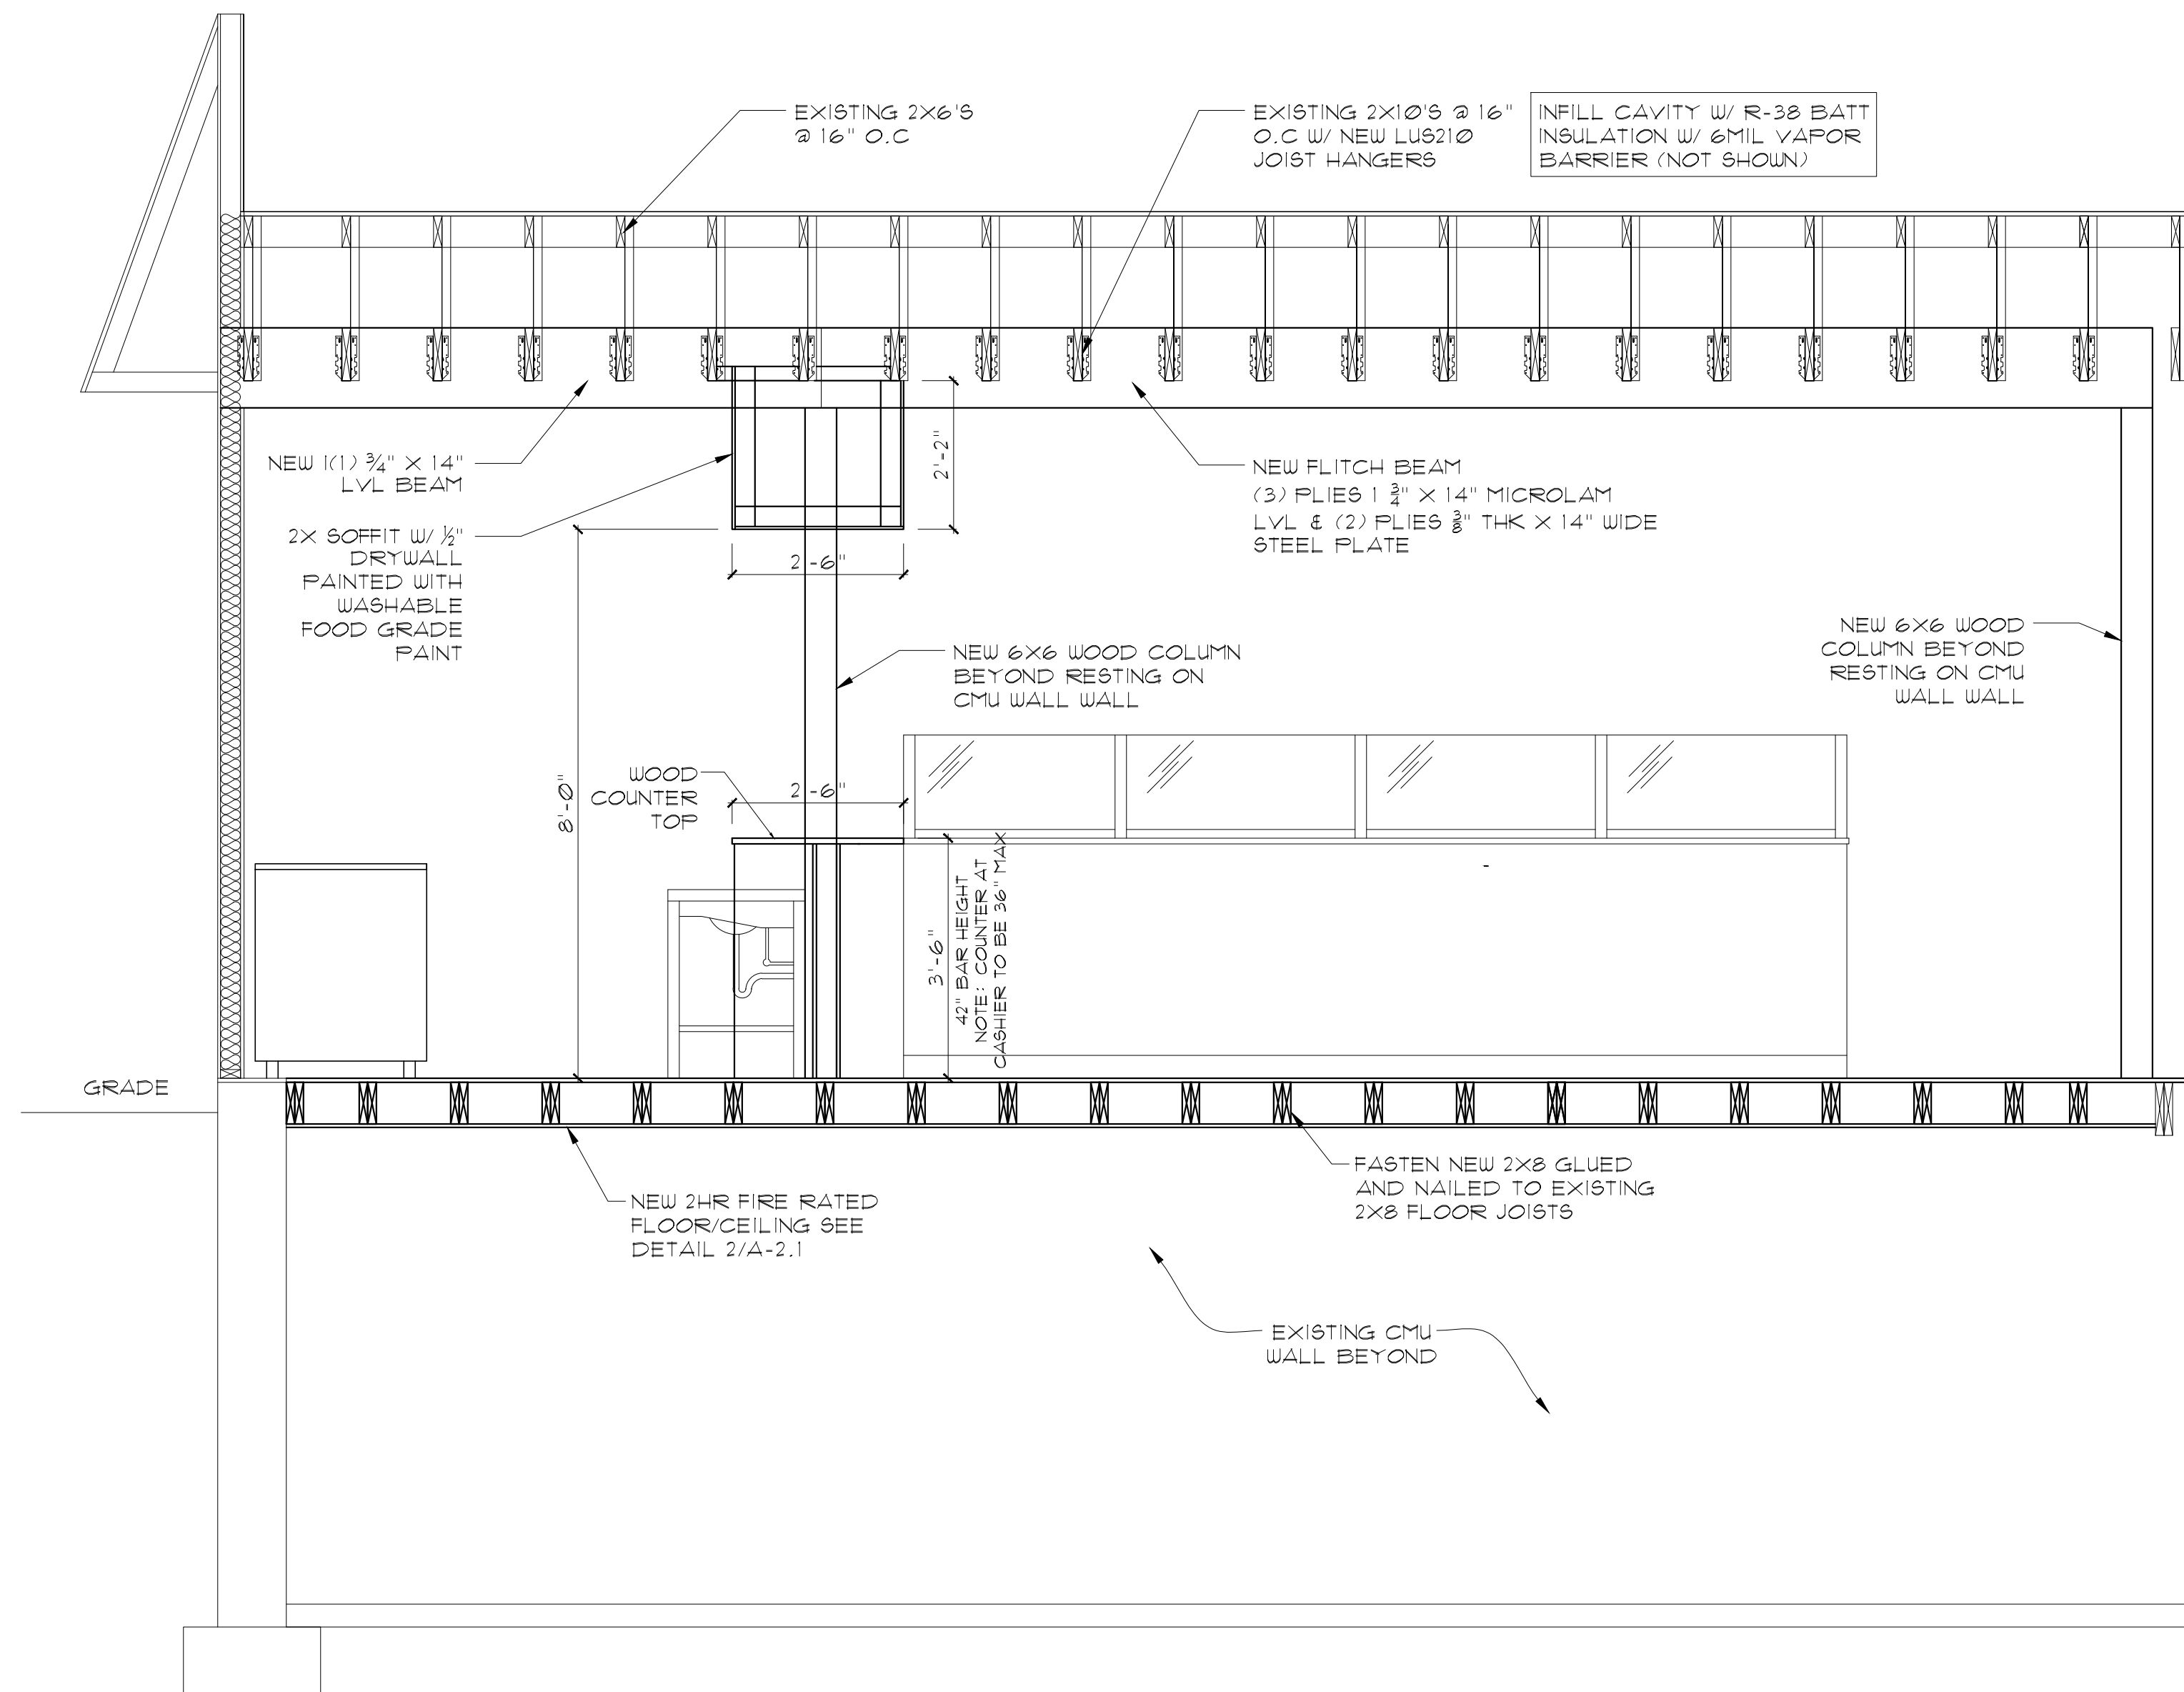 EXISTING 2X6'S
@ 16" O.C
EXISTING 2X10'S @ 16"
O.C W/ NEW LUS210
JOIST HANGERS
INFILL CAVITY W/ R-38 BATT
INSULATION W/ 6MIL VAPOR
BARRIER (NOT SHOWN)
NEW 1(1) ¾" X 14"
LVL BEAM
2X SOFFIT W/ ½"
DRYWALL
PAINTED WITH
WASHABLE
FOOD GRADE
PAINT
2'-2"
2'-6"
NEW FLITCH BEAM
(3) PLIES 1 ¾" X 14" MICROLAM
LVL & (2) PLIES ⅜" THK X 14" WIDE
STEEL PLATE
NEW 6X6 WOOD COLUMN
BEYOND RESTING ON
CMU WALL WALL
NEW 6X6 WOOD
COLUMN BEYOND
RESTING ON CMU
WALL WALL
8'-0"
WOOD
COUNTER
TOP
2'-6"
3'-6"
42" BAR HEIGHT
NOTE: COUNTER AT
CASHIER TO BE 36" MAX
GRADE
NEW 2HR FIRE RATED
FLOOR/CEILING SEE
DETAIL 2/A-2.1
FASTEN NEW 2X8 GLUED
AND NAILED TO EXISTING
2X8 FLOOR JOISTS
EXISTING CMU
WALL BEYOND